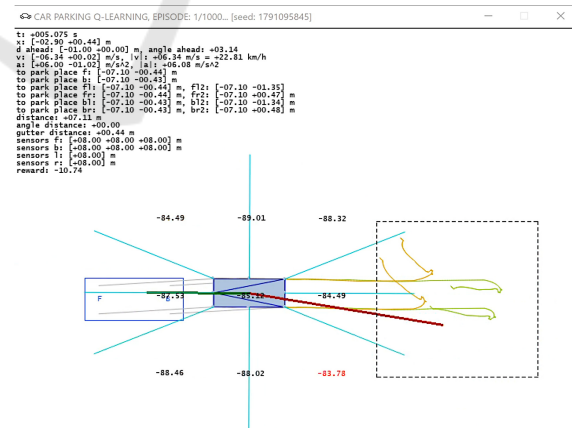 CAR PARKING Q-LEARNING, EPISODE: 1/1000... [seed: 1791095845]
t: +005.075 s
x: [-02.90 +00.44] m
d ahead: [-01.00 +00.00] m, angle ahead: +03.14
v: [-06.34 +00.02] m/s, |v|: +06.34 m/s = +22.81 km/h
a: [+06.00 -01.02] m/s^2, |a|: +06.08 m/s^2
to park place f: [-07.10 -00.44] m
to park place b: [-07.10 -00.43] m
to park place fl: [-07.10 -00.44] m, fl2: [-07.10 -01.35]
to park place fr: [-07.10 -00.44] m, fr2: [-07.10 +00.47] m
to park place bl: [-07.10 -00.43] m, bl2: [-07.10 -01.34] m
to park place br: [-07.10 -00.43] m, br2: [-07.10 +00.48] m
distance: +07.11 m
angle distance: +00.00
gutter distance: +00.44 m
sensors f: [+08.00 +08.00 +08.00] m
sensors b: [+08.00 +08.00 +08.00] m
sensors l: [+08.00] m
sensors r: [+08.00] m
reward: -10.74
-84.49 -89.01 -88.32
F -84.49
-88.46 -88.02 -83.78